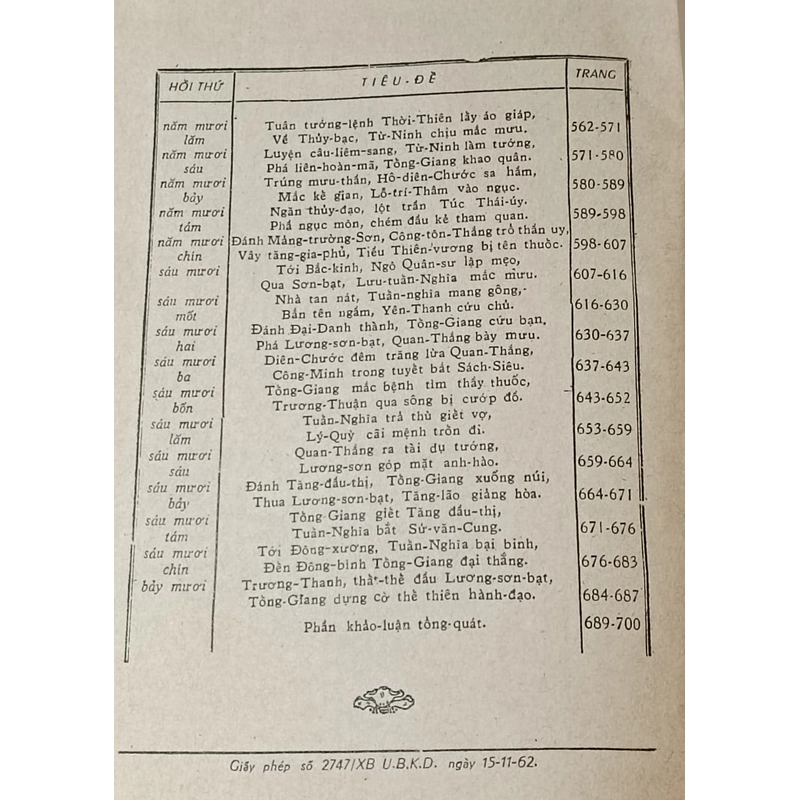 HỒI THỨ TIÊU-ĐỀ TRANG
năm mươi lăm Tuân tướng-lệnh Thời-Thiên lấy áo giáp, 562-571
Về Thủy-bạc, Từ-Ninh chịu mắc mưu.
năm mươi sáu Luyện câu-liêm-sang, Từ-Ninh làm tướng, 571-580
Phá liên-hoàn-mã, Tống-Giang khao quân.
năm mươi bảy Trúng mưu-thần, Hô-diên-Chước sa hầm, 580-589
Mắc kế gian, Lỗ-trí-Thâm vào ngục.
năm mươi tám Ngăn thủy-đạo, lột trần Túc Thái-úy. 589-598
Phá ngục môn, chém đầu kẻ tham quan.
năm mươi chín Đánh Mảng-trường-Sơn, Công-tôn-Thắng trổ thần uy, 598-607
Vây tăng-gia-phủ, Tiều Thiên-vương bị tên thuốc.
sáu mươi Tới Bắc-kinh, Ngô Quân-sư lập mẹo, 607-616
Qua Sơn-bạt, Lưu-tuần-Nghĩa mắc mưu.
sáu mươi mốt Nhà tan nát, Tuần-nghĩa mang gông, 616-630
Bắn tên ngầm, Yên-Thanh cứu chủ.
sáu mươi hai Đánh Đại-Danh thành, Tống-Giang cứu bạn. 630-637
Phá Lương-sơn-bạt, Quan-Thắng bày mưu.
sáu mươi ba Diên-Chước đêm trăng lừa Quan-Thắng, 637-643
Công-Minh trong tuyết bắt Sách-Siêu.
sáu mươi bốn Tống-Giang mắc bệnh tìm thầy thuốc, 643-652
Trương-Thuận qua sông bị cướp đồ.
sáu mươi lăm Tuần-Nghĩa trả thù giết vợ, 653-659
Lý-Quỳ cãi mệnh trốn đi.
sáu mươi sáu Quan-Thắng ra tài dụ tướng, 659-664
Lương-sơn góp mặt anh-hào.
sáu mươi bảy Đánh Tăng-đầu-thị, Tống-Giang xuống núi, 664-671
Thua Lương-sơn-bạt, Tăng-lão giảng hòa.
sáu mươi tám Tống Giang giết Tăng đầu-thị, 671-676
Tuần-Nghĩa bắt Sử-văn-Cung.
sáu mươi chín Tới Đông-xương, Tuần-Nghĩa bại binh, 676-683
Đến Đông-bình Tống-Giang đại thắng.
bảy mươi Trương-Thanh, thất-thế đầu Lương-sơn-bạt, 684-687
Tống-Giang dựng cờ thế thiên hành-đạo.
Phần khảo-luận tổng-quát. 689-700
Giấy phép số 2747/XB U.B.K.D. ngày 15-11-62.